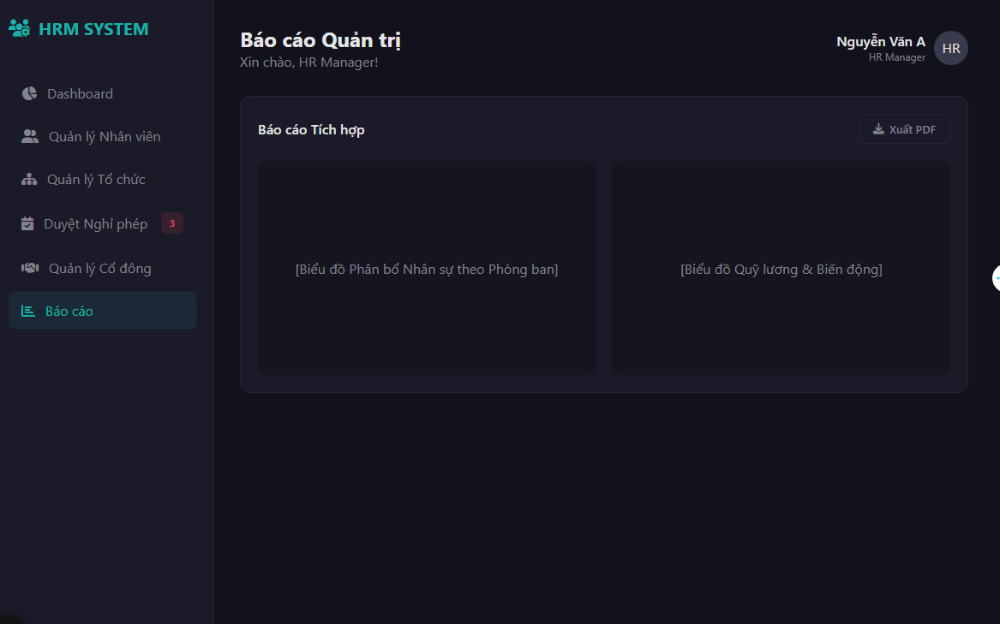 HRM SYSTEM
Dashboard
Quản lý Nhân viên
Quản lý Tổ chức
Duyệt Nghỉ phép 3
Quản lý Cổ đông
Báo cáo
Báo cáo Quản trị
Xin chào, HR Manager!
Nguyễn Văn A
HR Manager
HR
Báo cáo Tích hợp
Xuất PDF
[Biểu đồ Phân bổ Nhân sự theo Phòng ban]
[Biểu đồ Quỹ lương & Biến động]